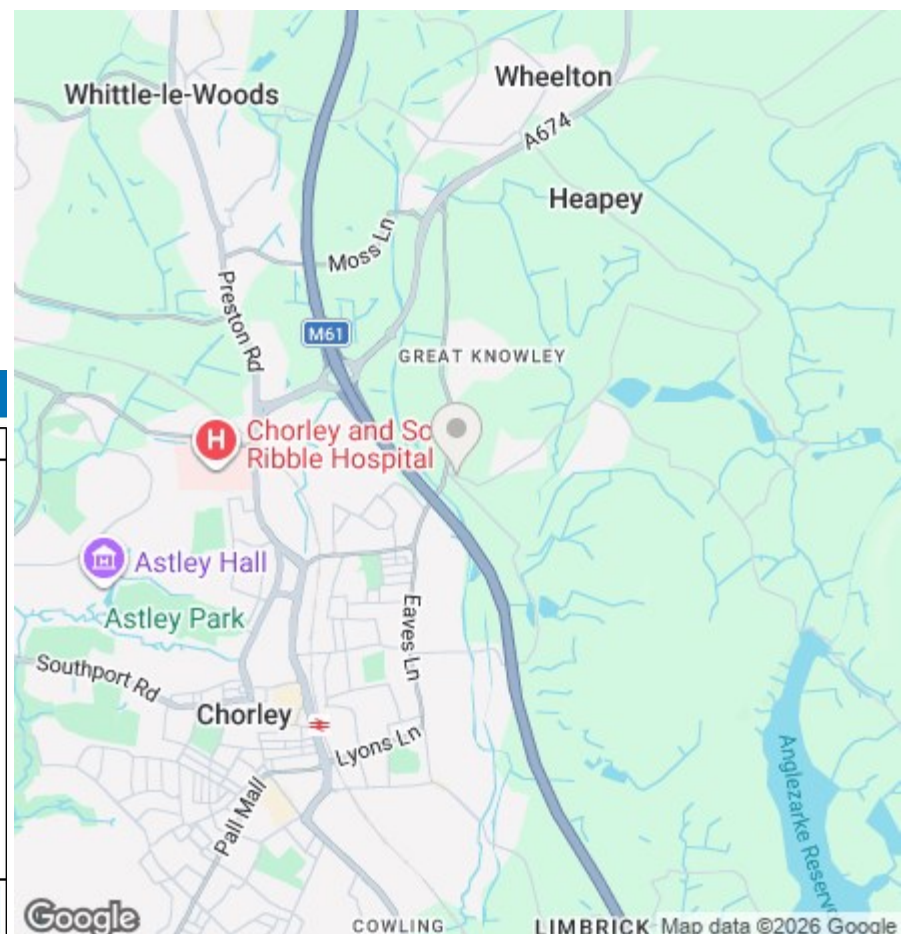 Whittle-le-Woods
Wheelton
A674
Heapey
Moss Ln
Preston Rd
M61
GREAT KNOWLEY
H
Chorley and So
Ribble Hospital
Astley Hall
Astley Park
Eaves Ln
Southport Rd
Chorley
Lyons Ln
Pall Mall
Anglezarke Reserv
Google
COWLING
LIMBRICK
Map data ©2026 Google